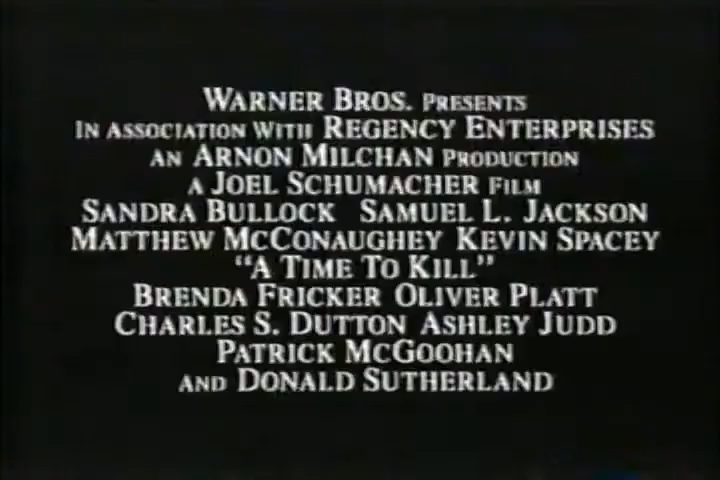 WARNER BROS. PRESENTS
IN ASSOCIATION WITH REGENCY ENTERPRISES
AN ARNON MILCHAN PRODUCTION
A JOEL SCHUMACHER FILM
SANDRA BULLOCK SAMUEL L. JACKSON
MATTHEW MCCONAUGHEY KEVIN SPACEY
"A TIME TO KILL"
BRENDA FRICKER OLIVER PLATT
CHARLES S. DUTTON ASHLEY JUDD
PATRICK MCGOOHAN
AND DONALD SUTHERLAND